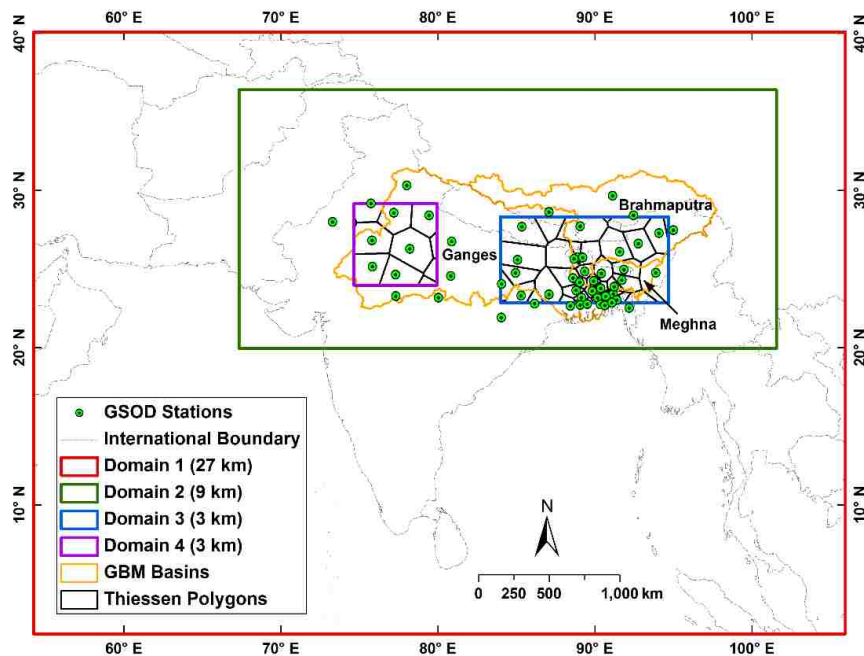 60° E 70° E 80° E 90° E 100° E
40° N 40° N
30° N 30° N
Brahmaputra
Ganges
Meghna
20° N 20° N
GSOD Stations
International Boundary
Domain 1 (27 km)
Domain 2 (9 km)
Domain 3 (3 km)
Domain 4 (3 km)
GBM Basins
Thiessen Polygons
10° N 10° N
N
0 250 500 1,000 km
60° E 70° E 80° E 90° E 100° E